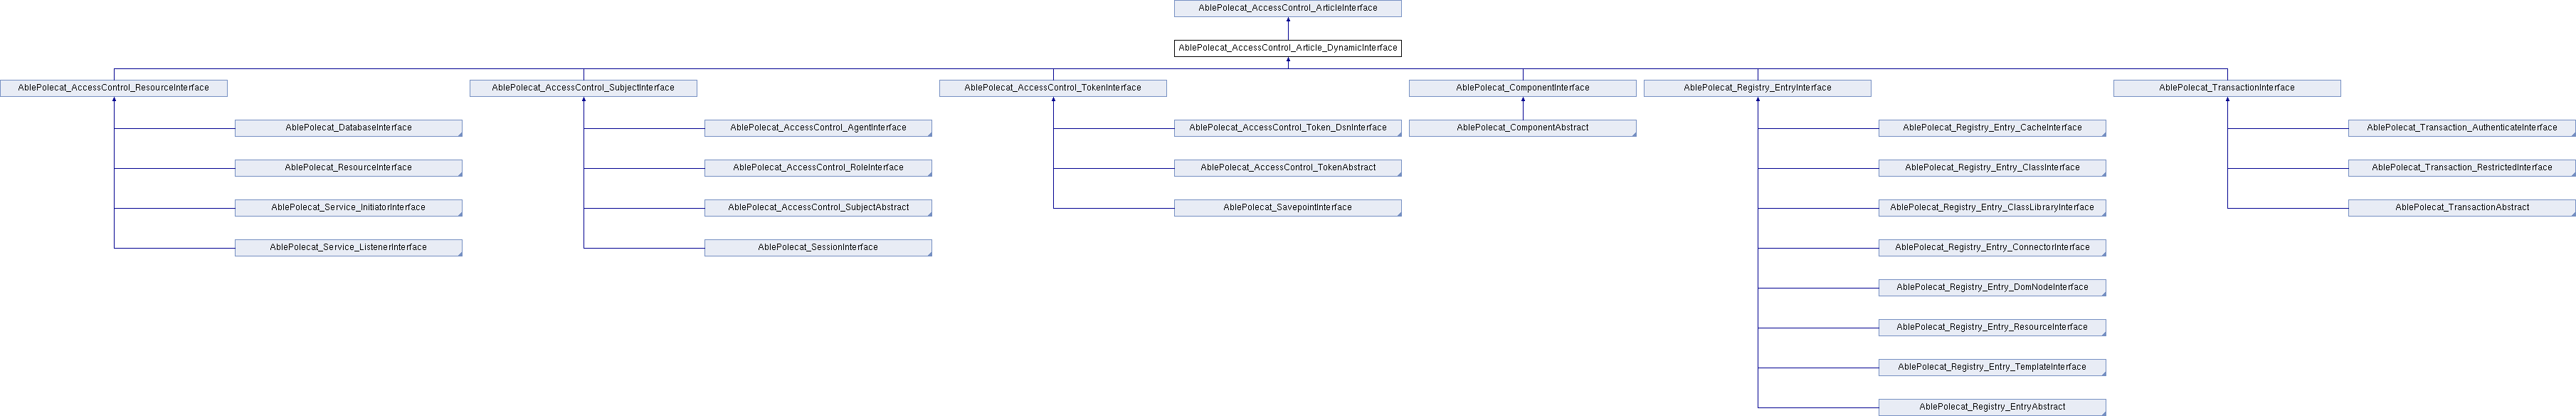 AblePolecat_AccessControl_ArticleInterface
AblePolecat_AccessControl_Article_DynamicInterface
AblePolecat_AccessControl_ResourceInterface
AblePolecat_AccessControl_SubjectInterface
AblePolecat_AccessControl_TokenInterface
AblePolecat_ComponentInterface
AblePolecat_Registry_EntryInterface
AblePolecat_TransactionInterface
AblePolecat_DatabaseInterface
AblePolecat_AccessControl_AgentInterface
AblePolecat_AccessControl_Token_DsnInterface
AblePolecat_ComponentAbstract
AblePolecat_Registry_Entry_CacheInterface
AblePolecat_Transaction_AuthenticateInterface
AblePolecat_ResourceInterface
AblePolecat_AccessControl_RoleInterface
AblePolecat_AccessControl_TokenAbstract
AblePolecat_Registry_Entry_ClassInterface
AblePolecat_Transaction_RestrictedInterface
AblePolecat_Service_InitiatorInterface
AblePolecat_AccessControl_SubjectAbstract
AblePolecat_SavepointInterface
AblePolecat_Registry_Entry_ClassLibraryInterface
AblePolecat_TransactionAbstract
AblePolecat_Service_ListenerInterface
AblePolecat_SessionInterface
AblePolecat_Registry_Entry_ConnectorInterface
AblePolecat_Registry_Entry_DomNodeInterface
AblePolecat_Registry_Entry_ResourceInterface
AblePolecat_Registry_Entry_TemplateInterface
AblePolecat_Registry_EntryAbstract